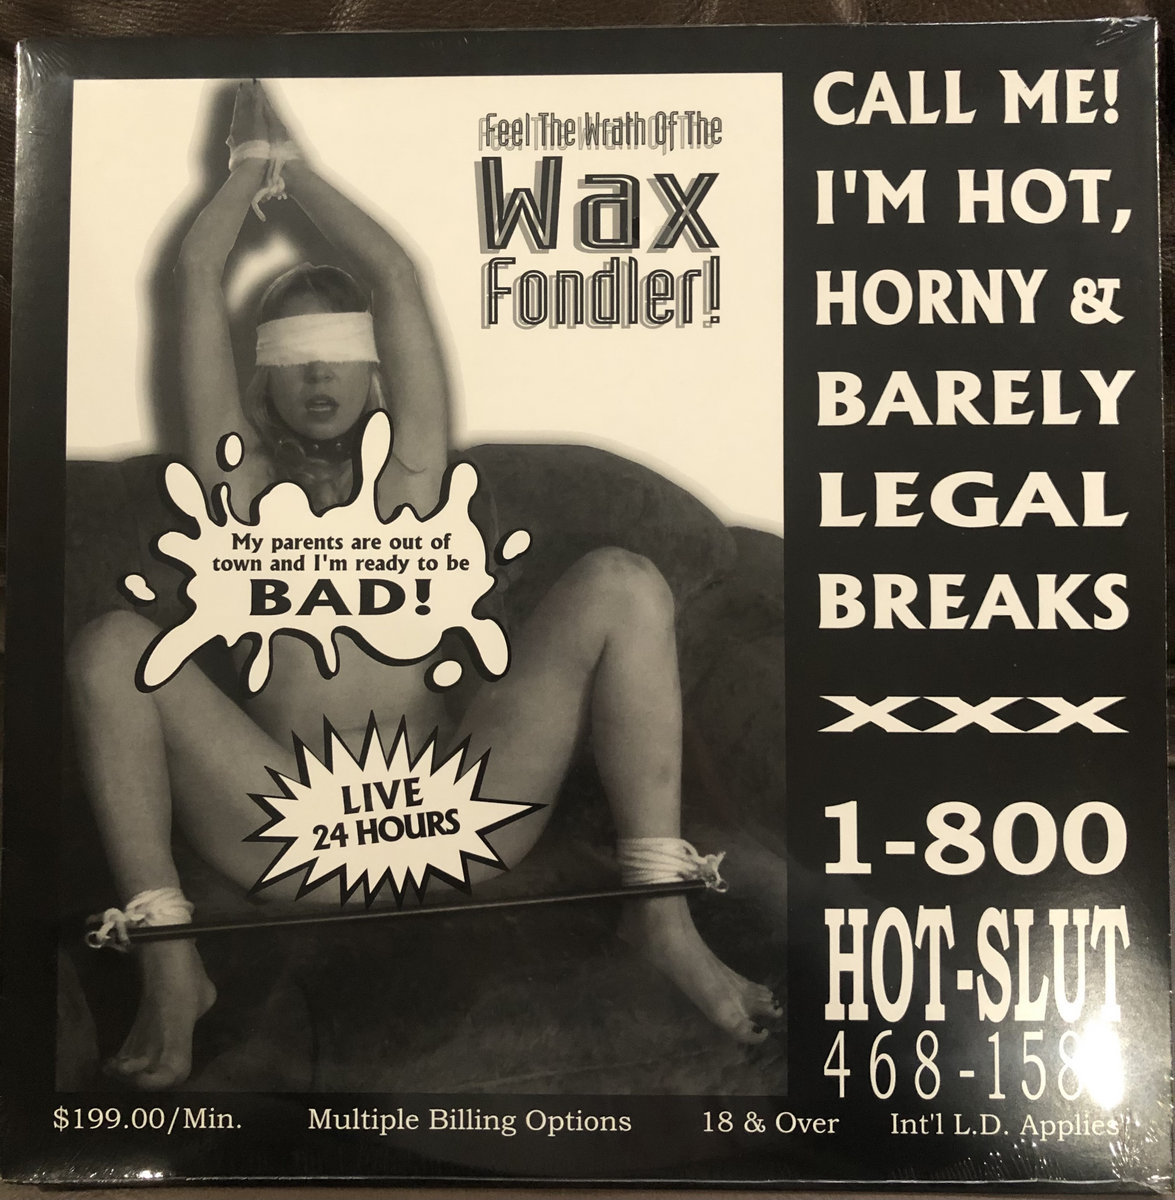 Feel The Wrath Of The
Wax
Fondler!
My parents are out of
town and I'm ready to be
BAD!
LIVE
24 HOURS
CALL ME!
I'M HOT,
HORNY &
BARELY
LEGAL
BREAKS
XXX
1-800
HOT-SLUT
$199.00/Min. Multiple Billing Options 18 & Over Int'l L.D. Applies